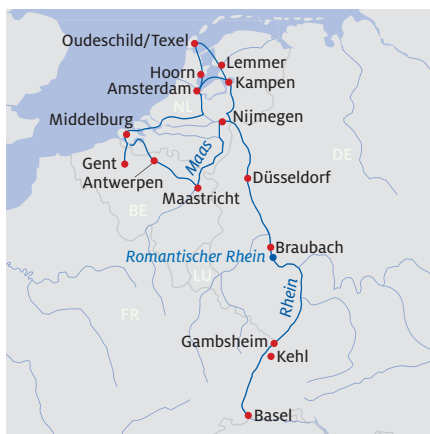 Oudeschild/Texel
Lemmer
Hoorn
Kampen
Amsterdam
NL
Middelburg
Nijmegen
DE
Gent
Maas
Antwerpen
Düsseldorf
Maastricht
BE
Braubach
Romantischer Rhein
LU
Rhein
FR
Gambsheim
Kehl
Basel